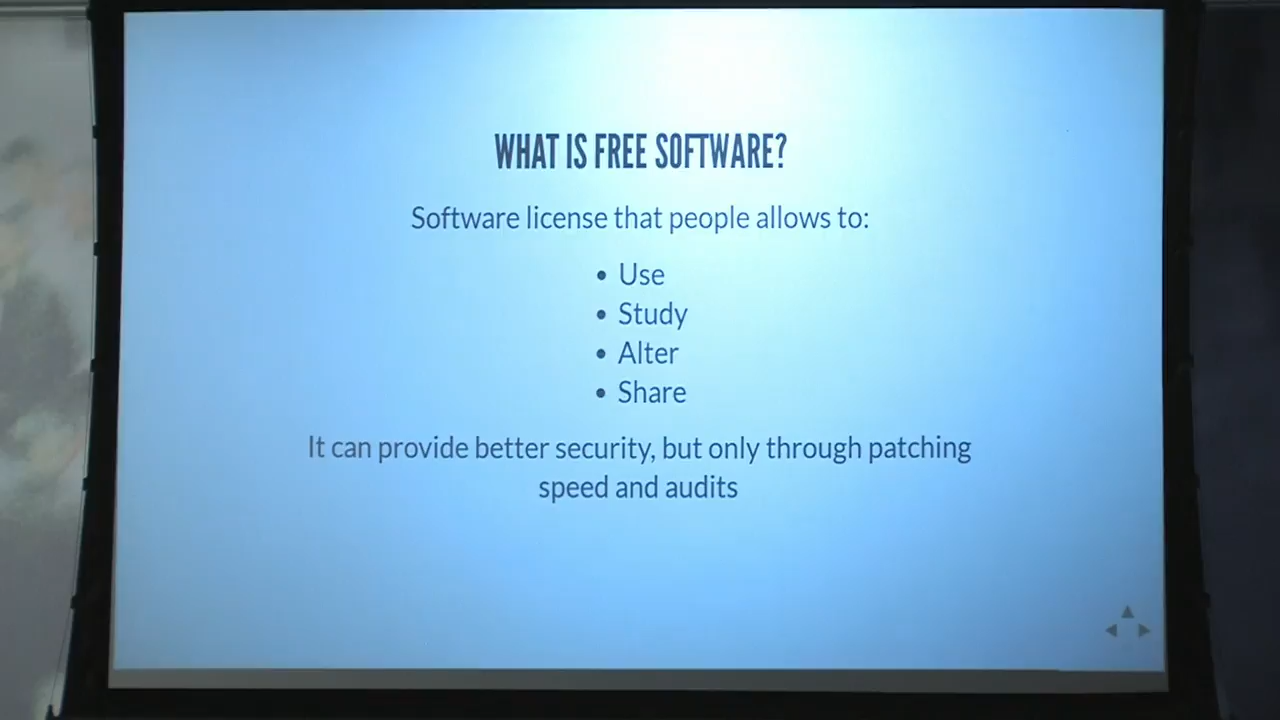 WHAT IS FREE SOFTWARE?
Software license that people allows to:
• Use
• Study
• Alter
• Share
It can provide better security, but only through patching
speed and audits